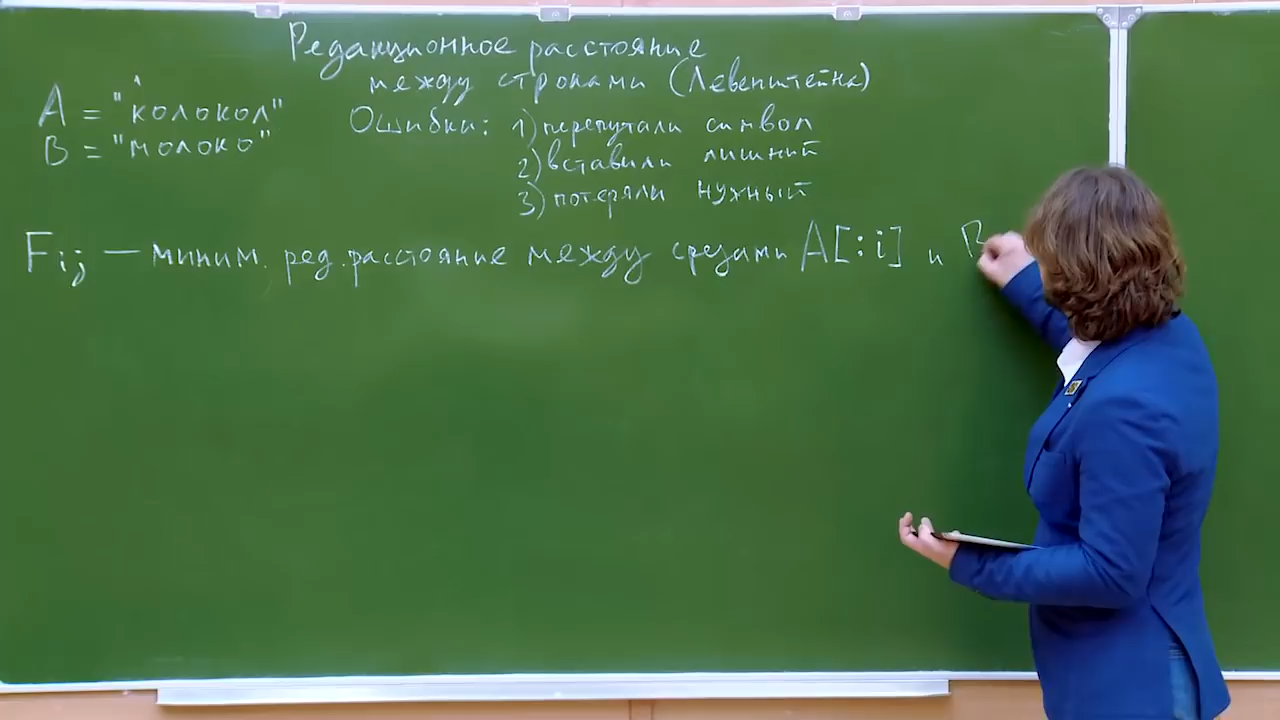 Редакционное расстояние
между строками (Левенштейна)
A = "колокол"
B = "молоко"
Ошибки: 1) перепутали символ
2) вставили лишний
3) потеряли нужный
Fij — миним. ред. расстояние между срезами A[:i] и B